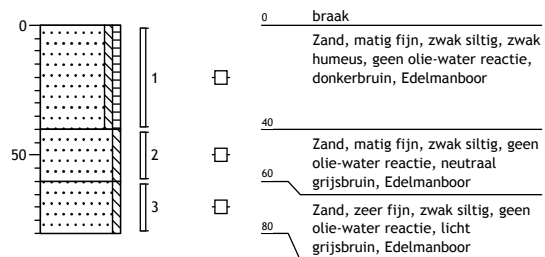 0
50
1
2
3
0 braak
Zand, matig fijn, zwak siltig, zwak
humeus, geen olie-water reactie,
donkerbruin, Edelmanboor
40
Zand, matig fijn, zwak siltig, geen
olie-water reactie, neutraal
grijsbruin, Edelmanboor
60
Zand, zeer fijn, zwak siltig, geen
olie-water reactie, licht
grijsbruin, Edelmanboor
80